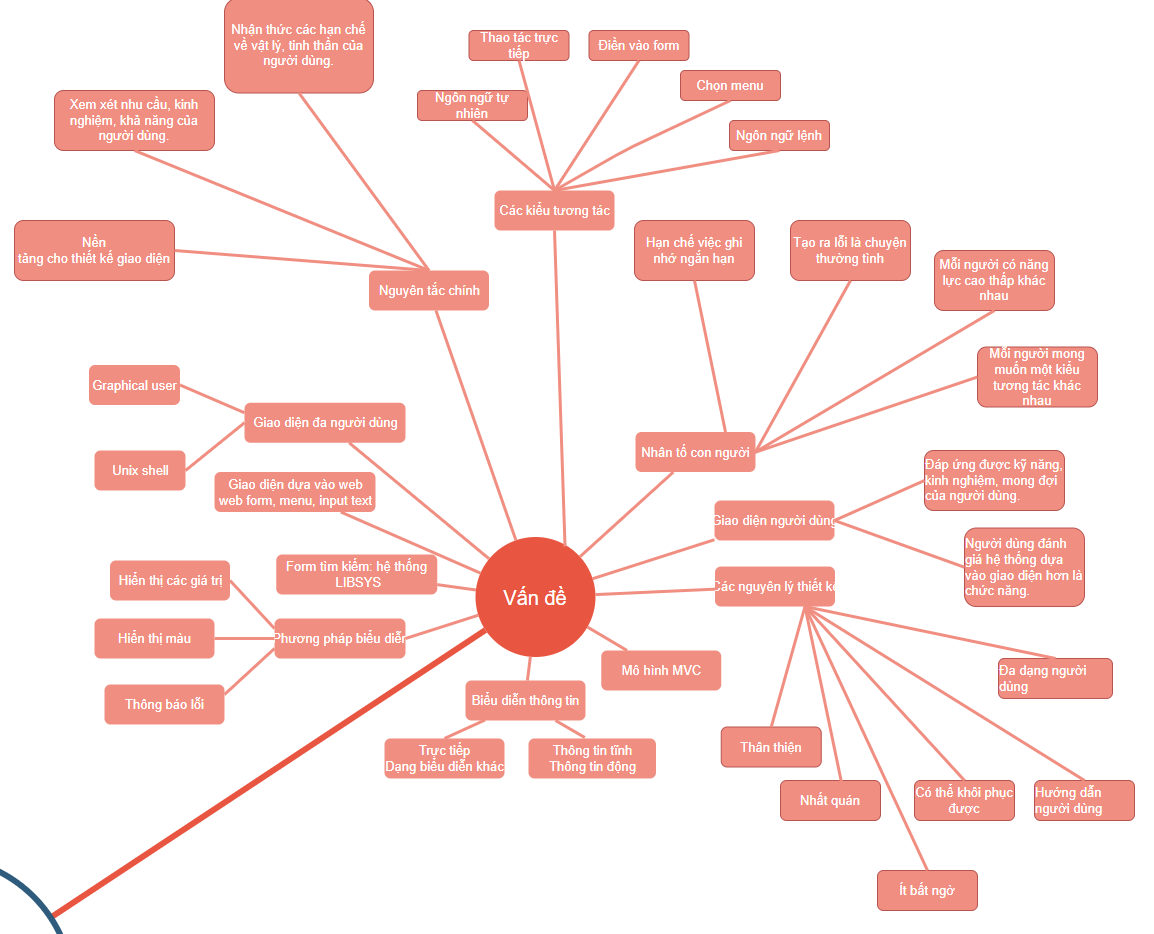 Nhận thức các hạn chế
về vật lý, tinh thần của
người dùng.
Xem xét nhu cầu, kinh
nghiệm, khả năng của
người dùng.
Nền
tảng cho thiết kế giao diện
Nguyên tắc chính
Thao tác trực
tiếp
Điền vào form
Chọn menu
Ngôn ngữ tự
nhiên
Ngôn ngữ lệnh
Các kiểu tương tác
Hạn chế việc ghi
nhớ ngắn hạn
Tạo ra lỗi là chuyện
thường tình
Mỗi người có năng
lực cao thấp khác
nhau
Mỗi người mong
muốn một kiểu
tương tác khác
nhau
Nhân tố con người
Graphical user
Unix shell
Giao diện đa người dùng
Giao diện dựa vào web
web form, menu, input text
Form tìm kiếm: hệ thống
LIBSYS
Hiển thị các giá trị
Hiển thị màu
Thông báo lỗi
Phương pháp biểu diễn
Vấn đề
Giao diện người dùng
Đáp ứng được kỹ năng,
kinh nghiệm, mong đợi
của người dùng.
Người dùng đánh
giá hệ thống dựa
vào giao diện hơn là
chức năng.
Các nguyên lý thiết kế
Mô hình MVC
Biểu diễn thông tin
Trực tiếp
Dạng biểu diễn khác
Thông tin tĩnh
Thông tin động
Đa dạng người
dùng
Thân thiện
Nhất quán
Có thể khôi phục
được
Hướng dẫn
người dùng
Ít bất ngờ